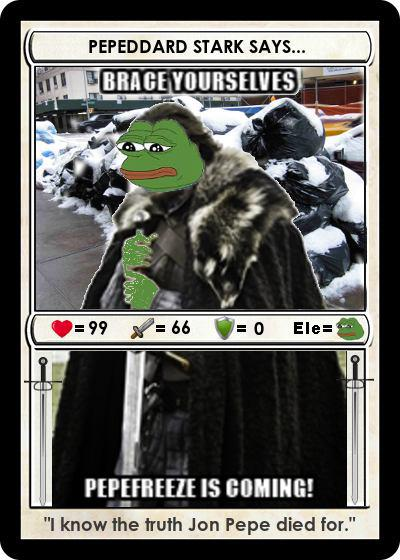 PEPEDDARD STARK SAYS...
BRACE YOURSELVES
= 99 = 66 = 0 Ele=
PEPEFREEZE IS COMING!
"I know the truth Jon Pepe died for."